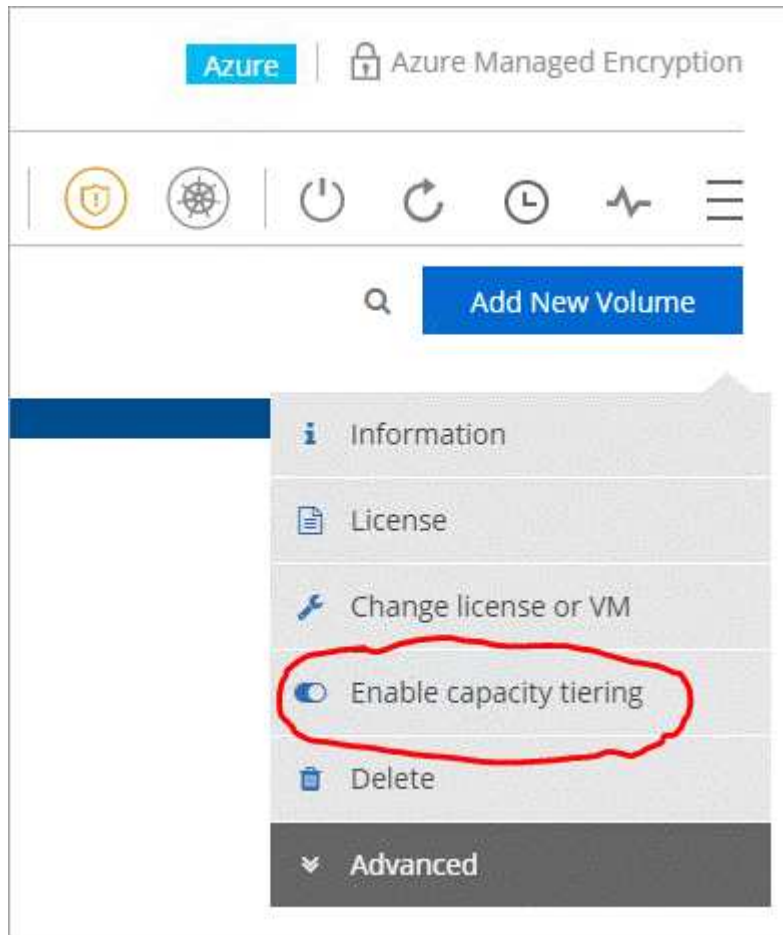 Azure
Azure Managed Encryption
Add New Volume
Information
License
Change license or VM
Enable capacity tiering
Delete
Advanced